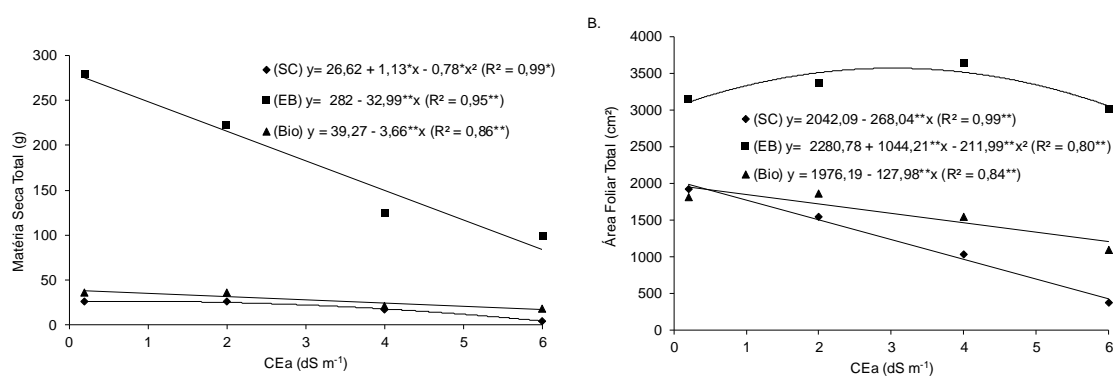 300
250
200
150
100
50
0
Matéria Seca Total (g)
(SC) y= 26,62 + 1,13*x - 0,78*x² (R² = 0,99*)
(EB) y= 282 - 32,99**x (R² = 0,95**)
(Bio) y = 39,27 - 3,66**x (R² = 0,86**)
0 1 2 3 4 5 6
CEa (dS m⁻¹)
B.
4000
3500
3000
2500
2000
1500
1000
500
0
Área Foliar Total (cm²)
(SC) y= 2042,09 - 268,04**x (R² = 0,99**)
(EB) y= 2280,78 + 1044,21**x - 211,99**x² (R² = 0,80**)
(Bio) y = 1976,19 - 127,98**x (R² = 0,84**)
0 1 2 3 4 5 6
CEa (dS m⁻¹)